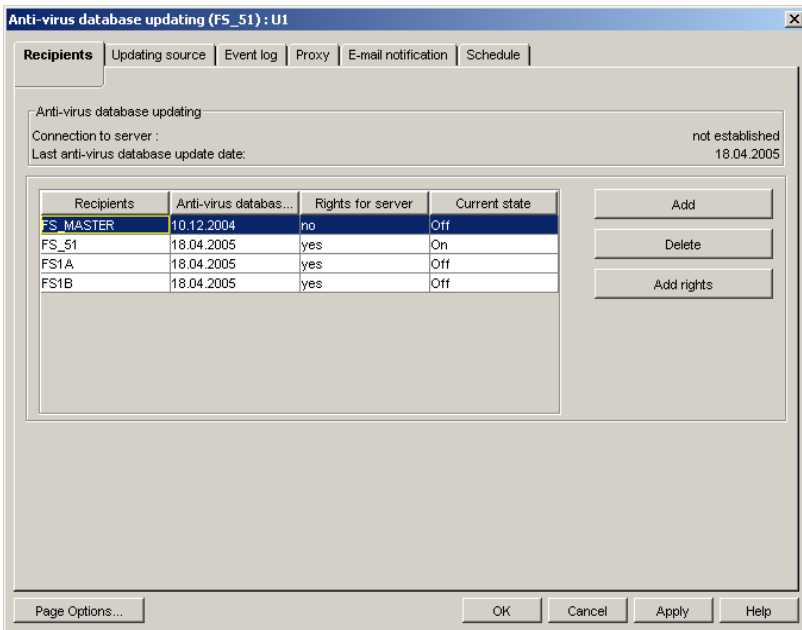 Anti-virus database updating (FS_51) : U1
Recipients Updating source Event log Proxy E-mail notification Schedule
Anti-virus database updating
Connection to server : not established
Last anti-virus database update date: 18.04.2005
Recipients Anti-virus databas... Rights for server Current state
FS_MASTER 10.12.2004 no Off
FS_51 18.04.2005 yes On
FS1A 18.04.2005 yes Off
FS1B 18.04.2005 yes Off
Add
Delete
Add rights
Page Options... OK Cancel Apply Help